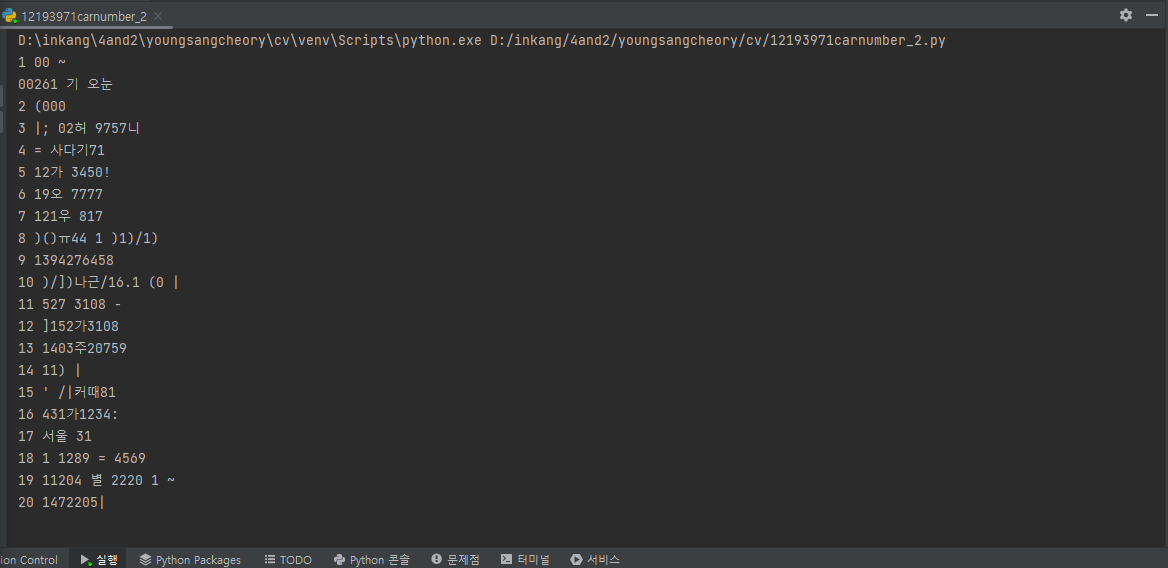 12193971carnumber_2
D:\inkang\4and2\youngsangcheory\cv\venv\Scripts\python.exe D:/inkang/4and2/youngsangcheory/cv/12193971carnumber_2.py
1 00 ~
00261 기 오눈
2 (000
3 |; 02허 9757니
4 = 사다기71
5 12가 3450!
6 19오 7777
7 121우 817
8 )()ㅠ44 1 )1)/1)
9 1394276458
10 )/])나근/16.1 (0 |
11 527 3108 -
12 ]152가3108
13 1403주20759
14 11) |
15 ' /|커때81
16 431가1234:
17 서울 31
18 1 1289 = 4569
19 11204 별 2220 1 ~
20 1472205|
ion Control 실행 Python Packages TODO Python 콘솔 문제점 터미널 서비스